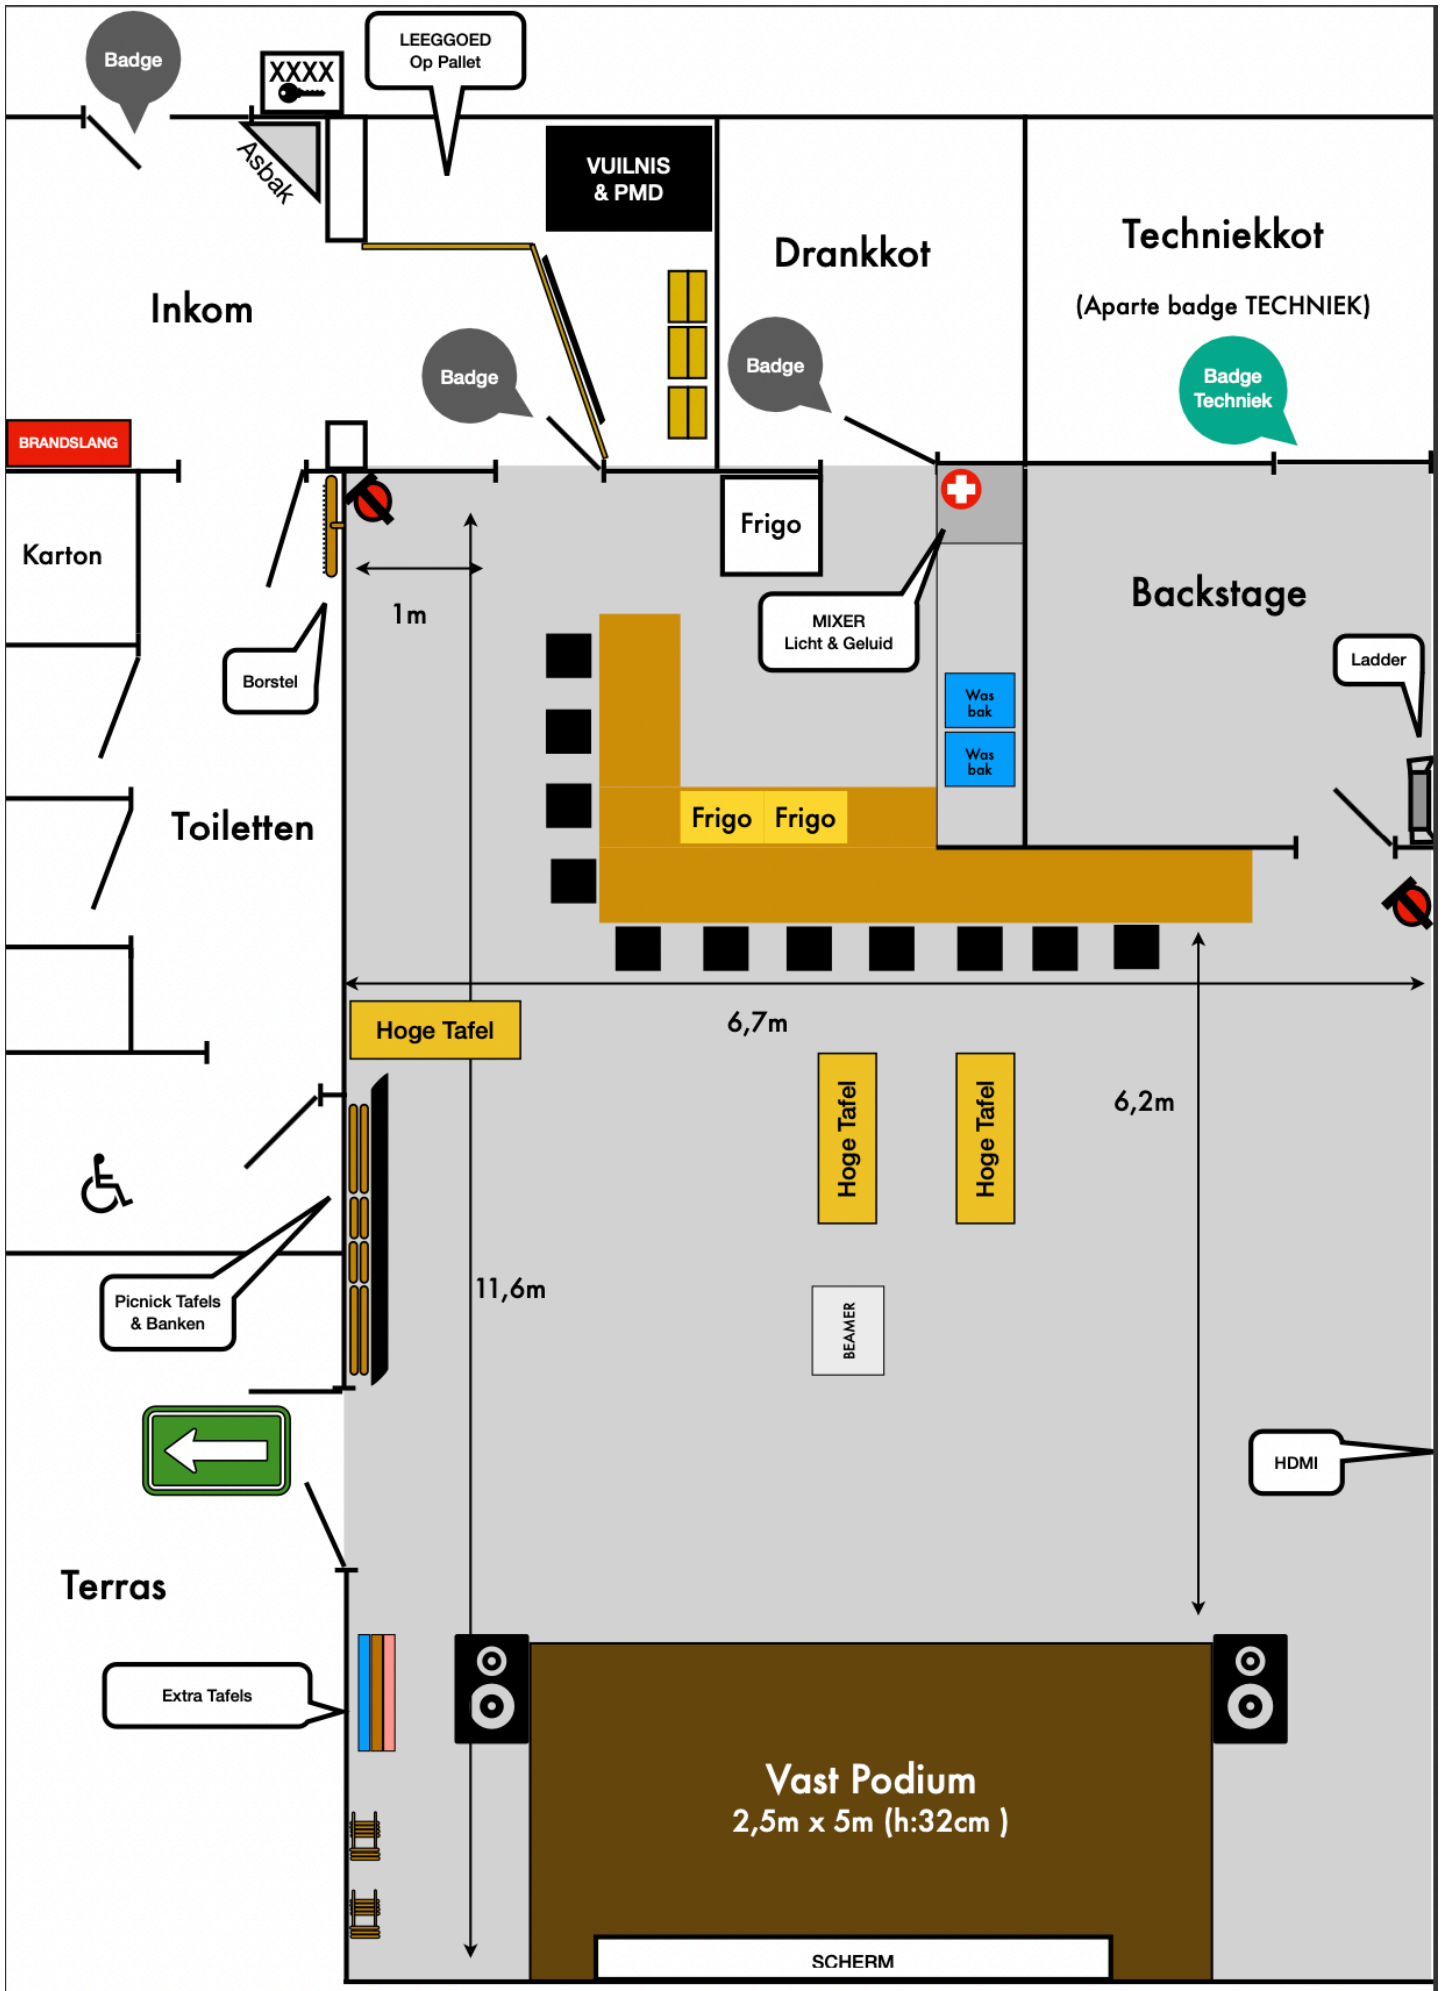 Badge
XXXX
LEEGGOED
Op Pallet
Asbak
VUILNIS
& PMD
Drankkot
Techniekkot
(Aparte badge TECHNIEK)
Inkom
Badge
Badge
Badge
Techniek
BRANDSLANG
Karton
Frigo
1m
MIXER
Licht & Geluid
Backstage
Borstel
Ladder
Was
bak
Was
bak
Toiletten
Frigo
Frigo
Hoge Tafel
6,7m
Hoge Tafel
Hoge Tafel
6,2m
Picnick Tafels
& Banken
11,6m
BEAMER
HDMI
Terras
Extra Tafels
Vast Podium
2,5m x 5m (h:32cm )
SCHERM